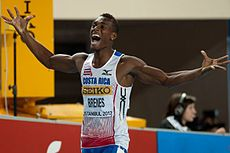 COSTA RICA
SEIKO
BRENES
ISTANBUL 2012